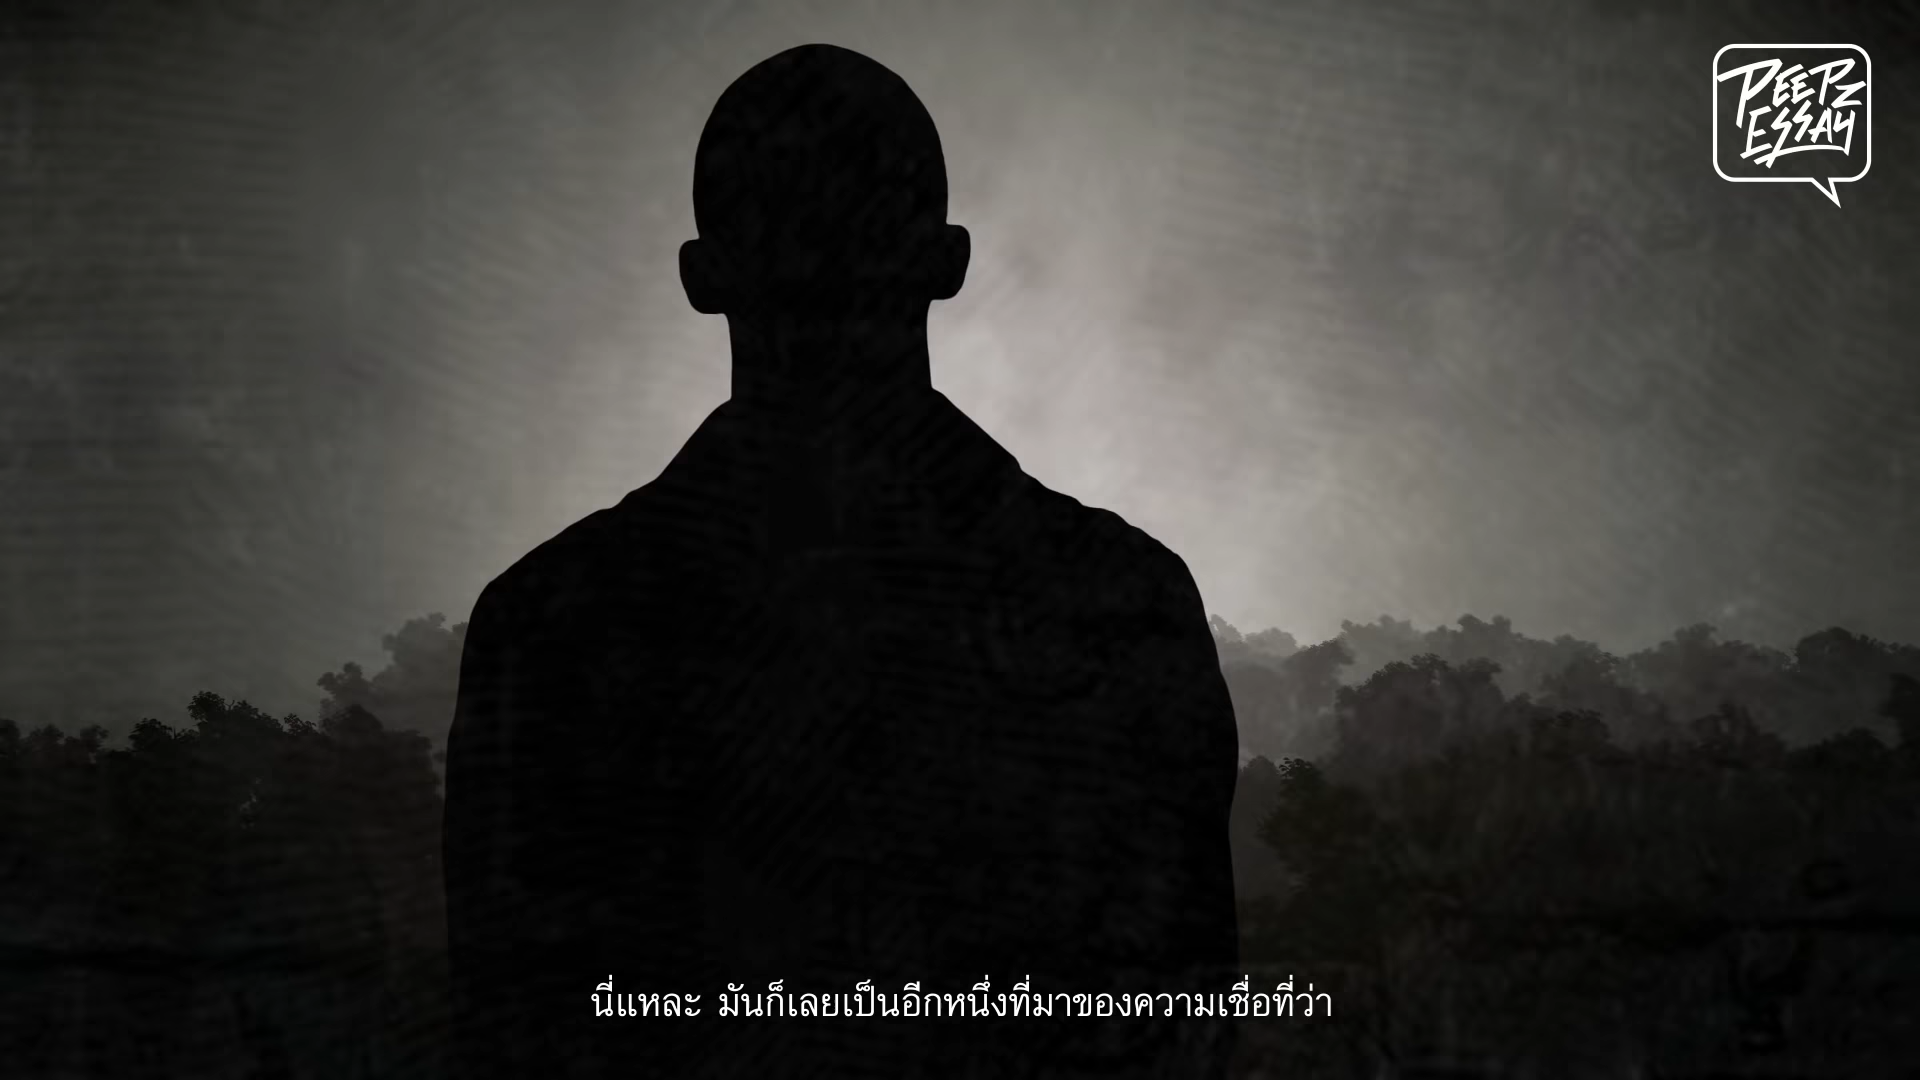 PEEPZ
ESSAY
นี่แหละ มันก็เลยเป็นอีกหนึ่งที่มาของความเชื่อที่ว่า